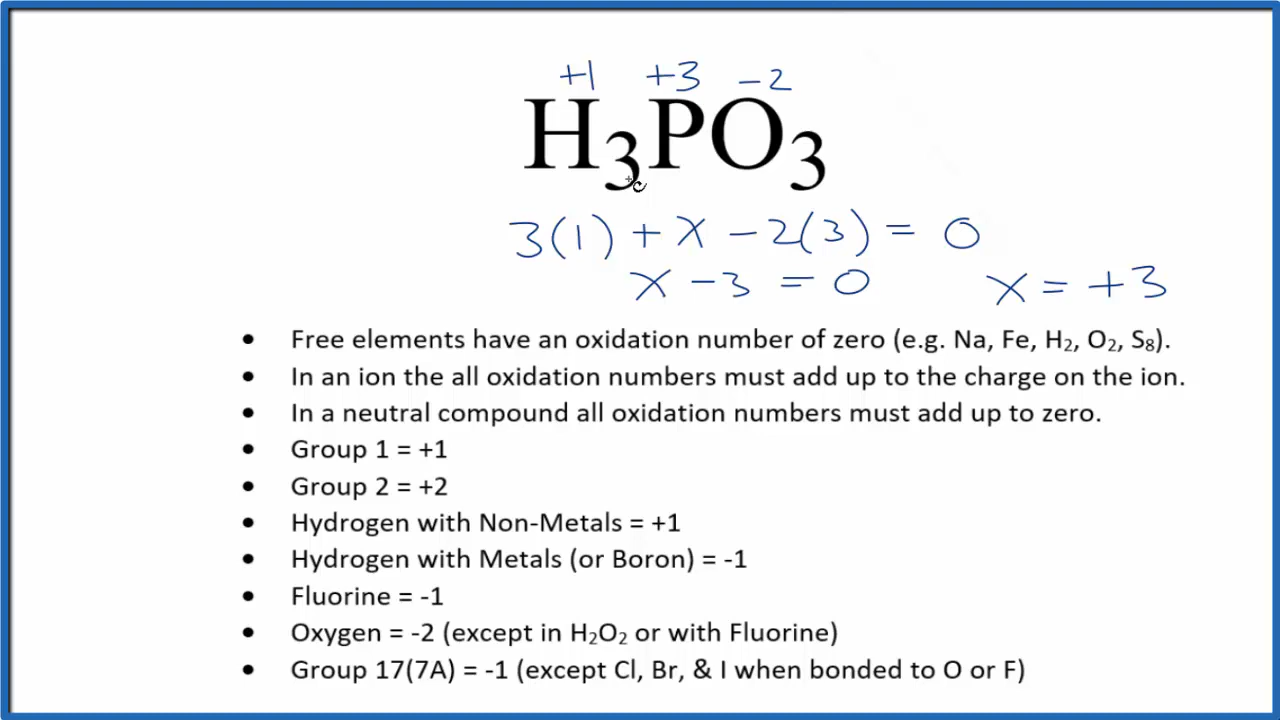 +1 +3 -2
H₃PO₃
3(1) + x - 2(3) = 0
x - 3 = 0 x = +3
• Free elements have an oxidation number of zero (e.g. Na, Fe, H₂, O₂, S₈).
• In an ion the all oxidation numbers must add up to the charge on the ion.
• In a neutral compound all oxidation numbers must add up to zero.
• Group 1 = +1
• Group 2 = +2
• Hydrogen with Non-Metals = +1
• Hydrogen with Metals (or Boron) = -1
• Fluorine = -1
• Oxygen = -2 (except in H₂O₂ or with Fluorine)
• Group 17(7A) = -1 (except Cl, Br, & I when bonded to O or F)